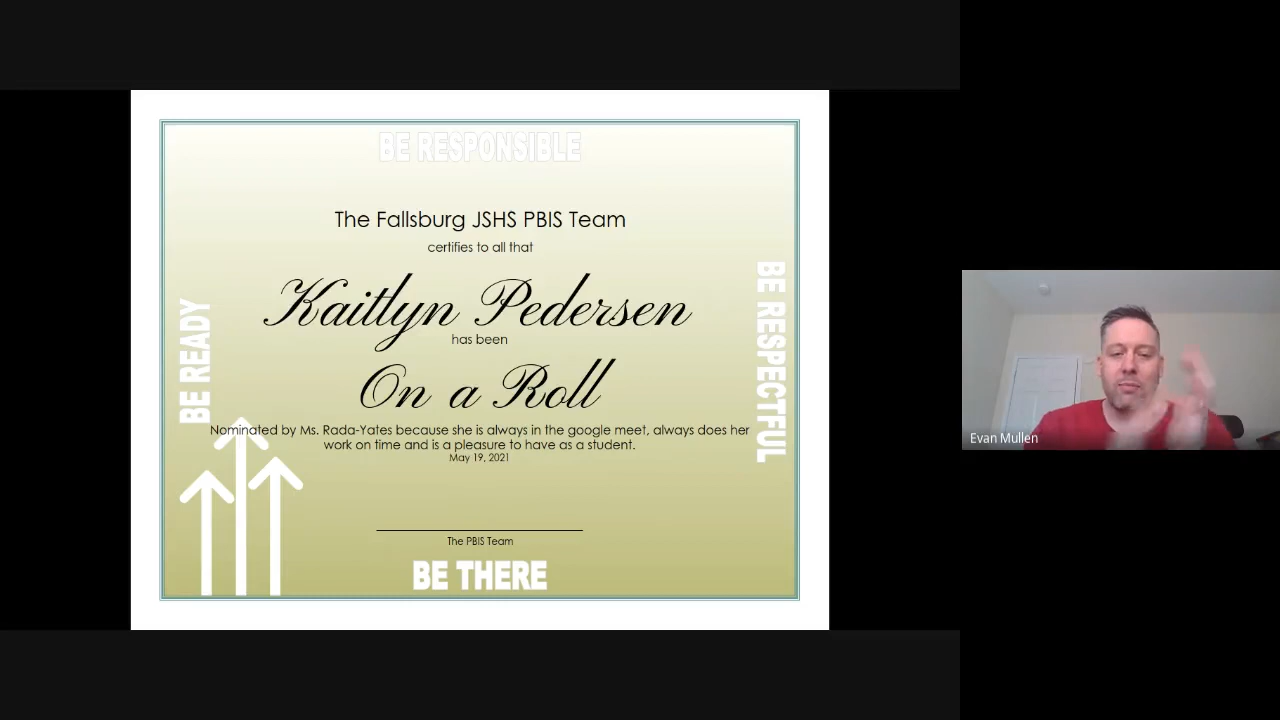 BE RESPONSIBLE
The Fallsburg JSHS PBIS Team
certifies to all that
Kaitlyn Pedersen
has been
On a Roll
Nominated by Ms. Rada-Yates because she is always in the google meet, always does her
work on time and is a pleasure to have as a student.
May 19, 2021
The PBIS Team
BE THERE
BE READY
BE RESPECTFUL
Evan Mullen